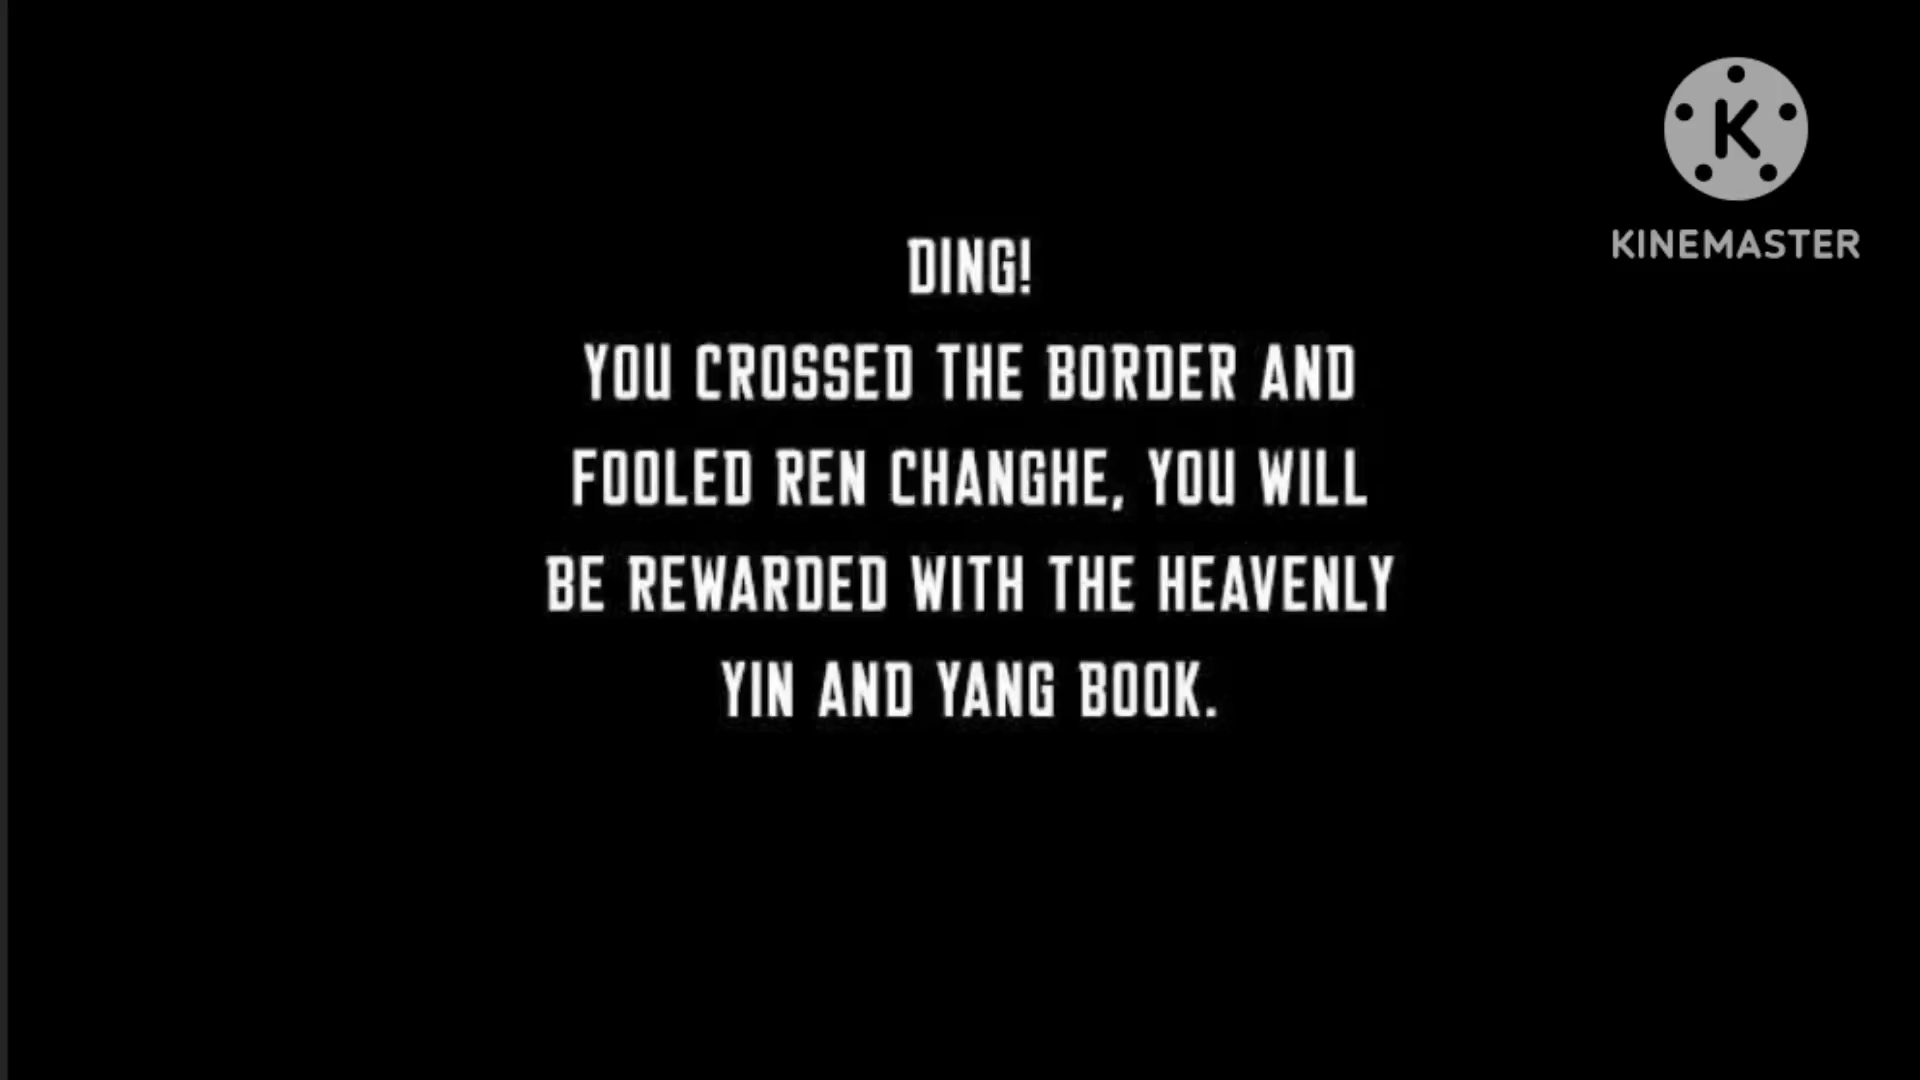 K
KINEMASTER
DING!
YOU CROSSED THE BORDER AND
FOOLED REN CHANGHE, YOU WILL
BE REWARDED WITH THE HEAVENLY
YIN AND YANG BOOK.